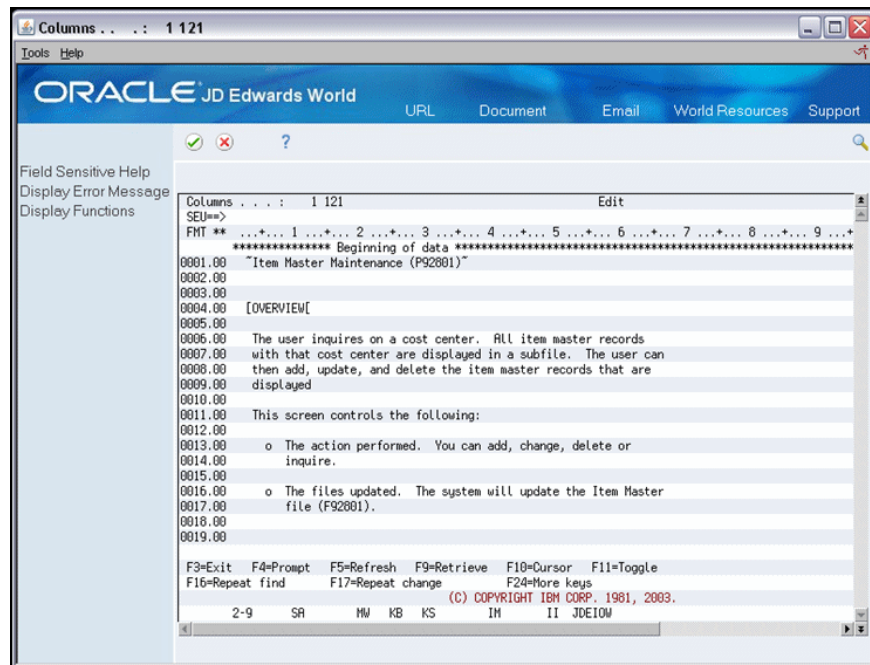 Columns . . .: 1 121
Tools Help
ORACLE JD Edwards World
URL Document Email World Resources Support
?
Field Sensitive Help
Display Error Message
Display Functions
Columns . . . : 1 121 Edit
SEU==>
FMT ** ...+... 1 ...+... 2 ...+... 3 ...+... 4 ...+... 5 ...+... 6 ...+... 7 ...+... 8 ...+... 9 ...+
*************** Beginning of data *************************************************************
0001.00 ~Item Master Maintenance (P92801)~
0002.00
0003.00
0004.00 [OVERVIEW[
0005.00
0006.00 The user inquires on a cost center. All item master records
0007.00 with that cost center are displayed in a subfile. The user can
0008.00 then add, update, and delete the item master records that are
0009.00 displayed
0010.00
0011.00 This screen controls the following:
0012.00
0013.00 o The action performed. You can add, change, delete or
0014.00 inquire.
0015.00
0016.00 o The files updated. The system will update the Item Master
0017.00 file (F92801).
0018.00
0019.00
F3=Exit F4=Prompt F5=Refresh F9=Retrieve F10=Cursor F11=Toggle
F16=Repeat find F17=Repeat change F24=More keys
(C) COPYRIGHT IBM CORP. 1981, 2003.
2-9 SA MW KB KS IM II JDEIOW